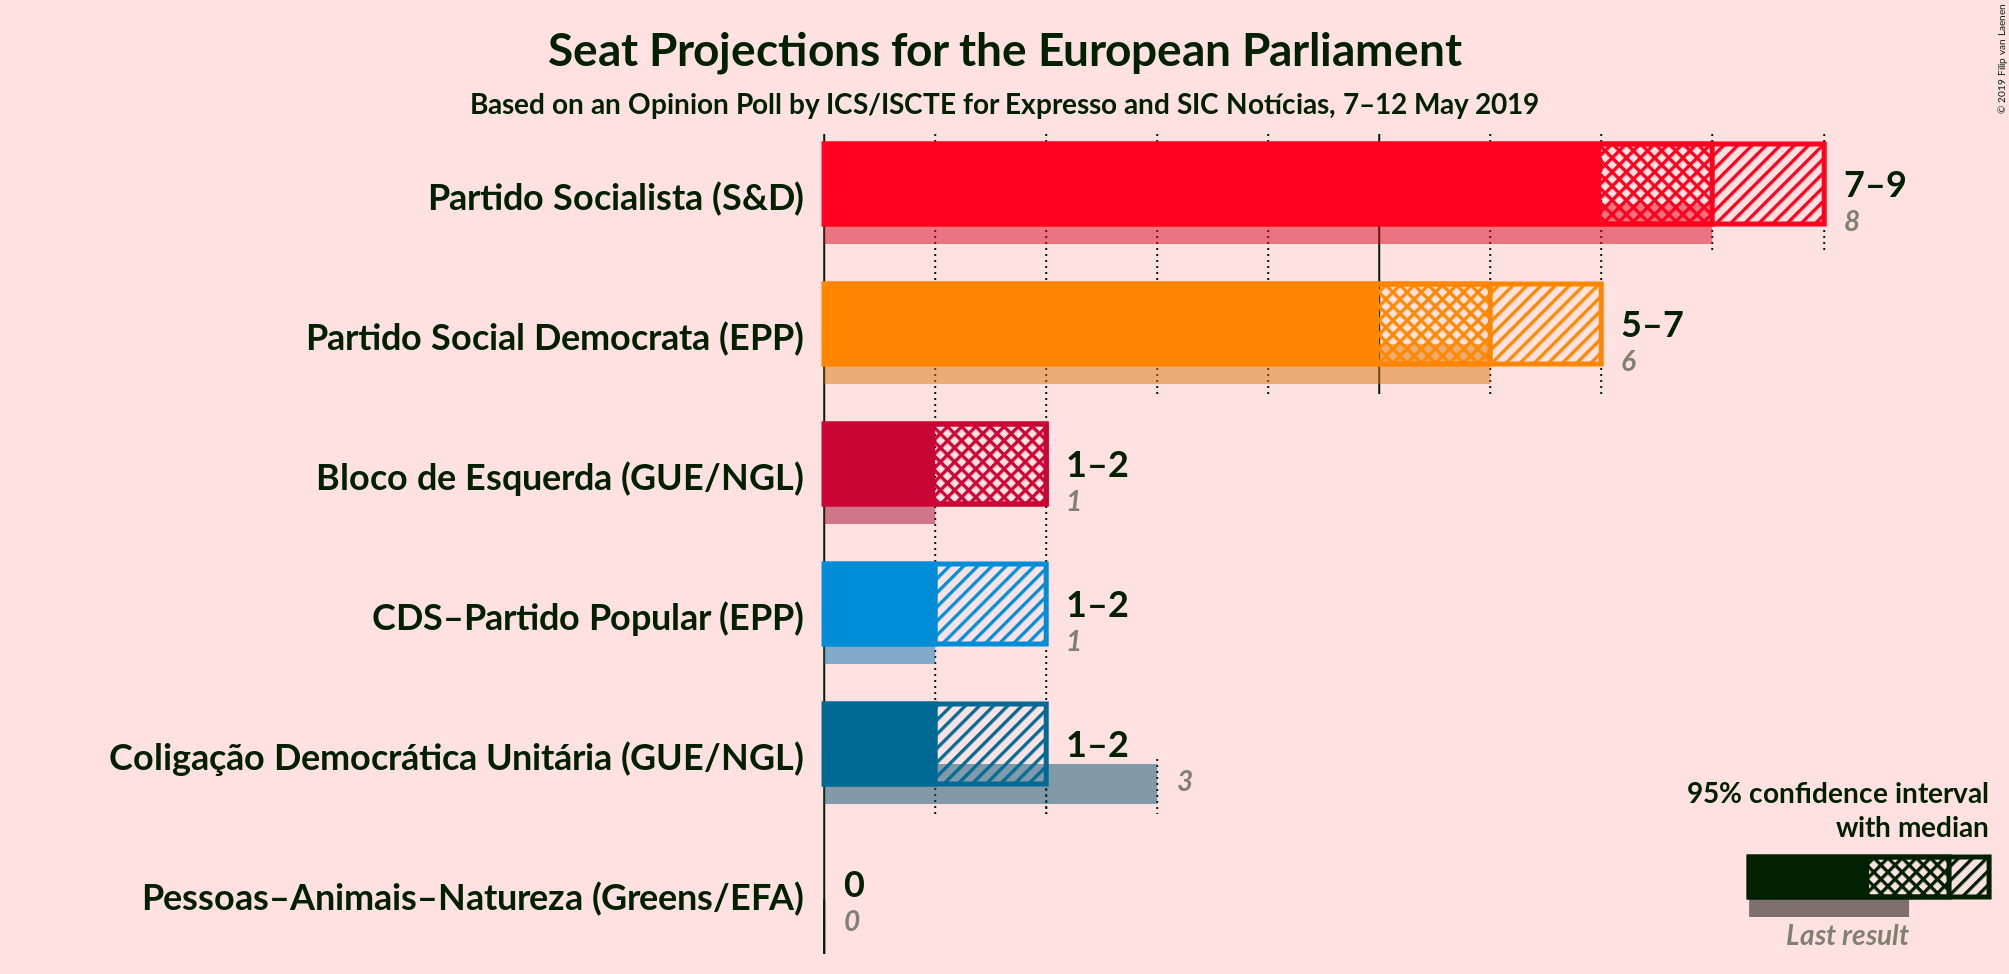 Seat Projections for the European Parliament
Based on an Opinion Poll by ICS/ISCTE for Expresso and SIC Notícias, 7–12 May 2019
© 2019 Filip van Laenen
Partido Socialista (S&D)
7–9
8
Partido Social Democrata (EPP)
5–7
6
Bloco de Esquerda (GUE/NGL)
1–2
1
CDS–Partido Popular (EPP)
1–2
1
Coligação Democrática Unitária (GUE/NGL)
1–2
3
Pessoas–Animais–Natureza (Greens/EFA)
0
0
95% confidence interval
with median
Last result